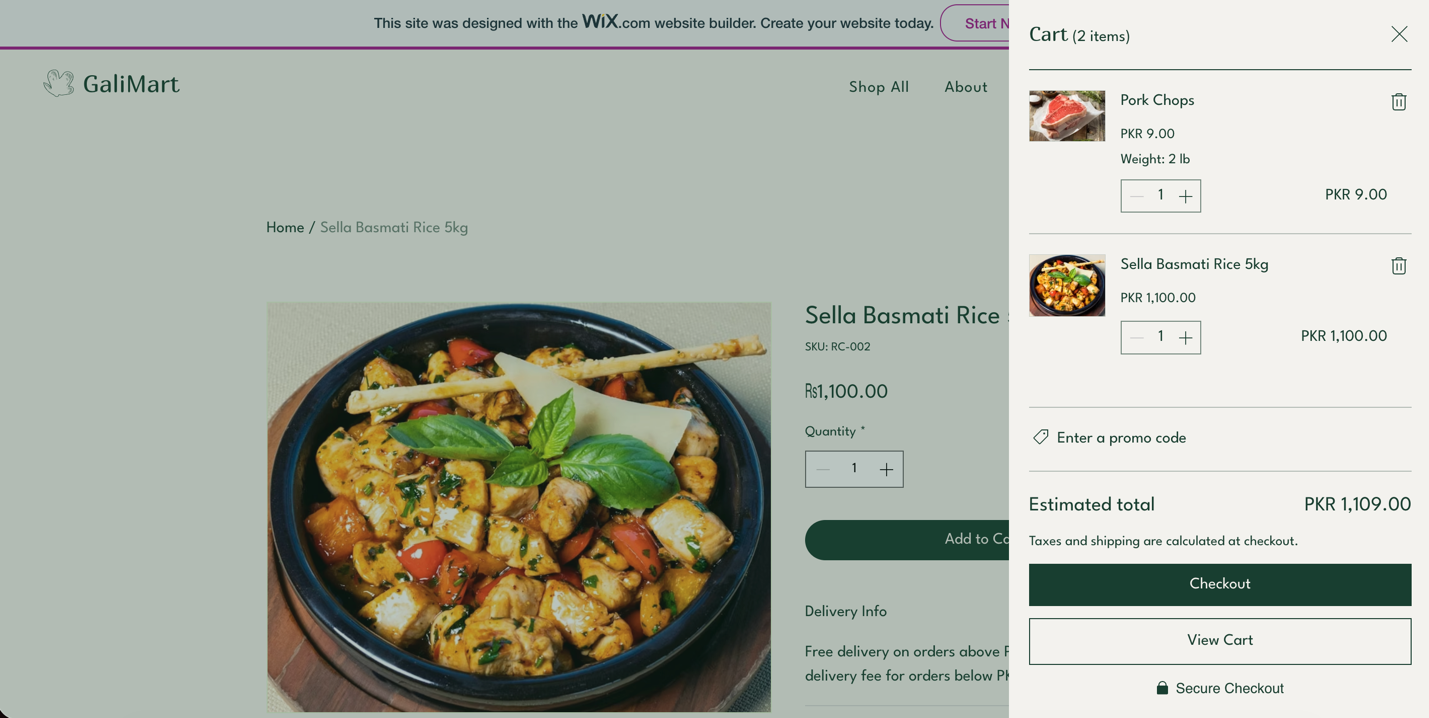 This site was designed with the WiX.com website builder. Create your website today.
Start N
GaliMart
Shop All
About
Home / Sella Basmati Rice 5kg
Sella Basmati Rice
SKU: RC-002
₨1,100.00
Quantity *
1
Add to Ca
Delivery Info
Free delivery on orders above
delivery fee for orders below
Cart (2 items)
Pork Chops
PKR 9.00
Weight: 2 lb
1
PKR 9.00
Sella Basmati Rice 5kg
PKR 1,100.00
1
PKR 1,100.00
Enter a promo code
Estimated total PKR 1,109.00
Taxes and shipping are calculated at checkout.
Checkout
View Cart
Secure Checkout